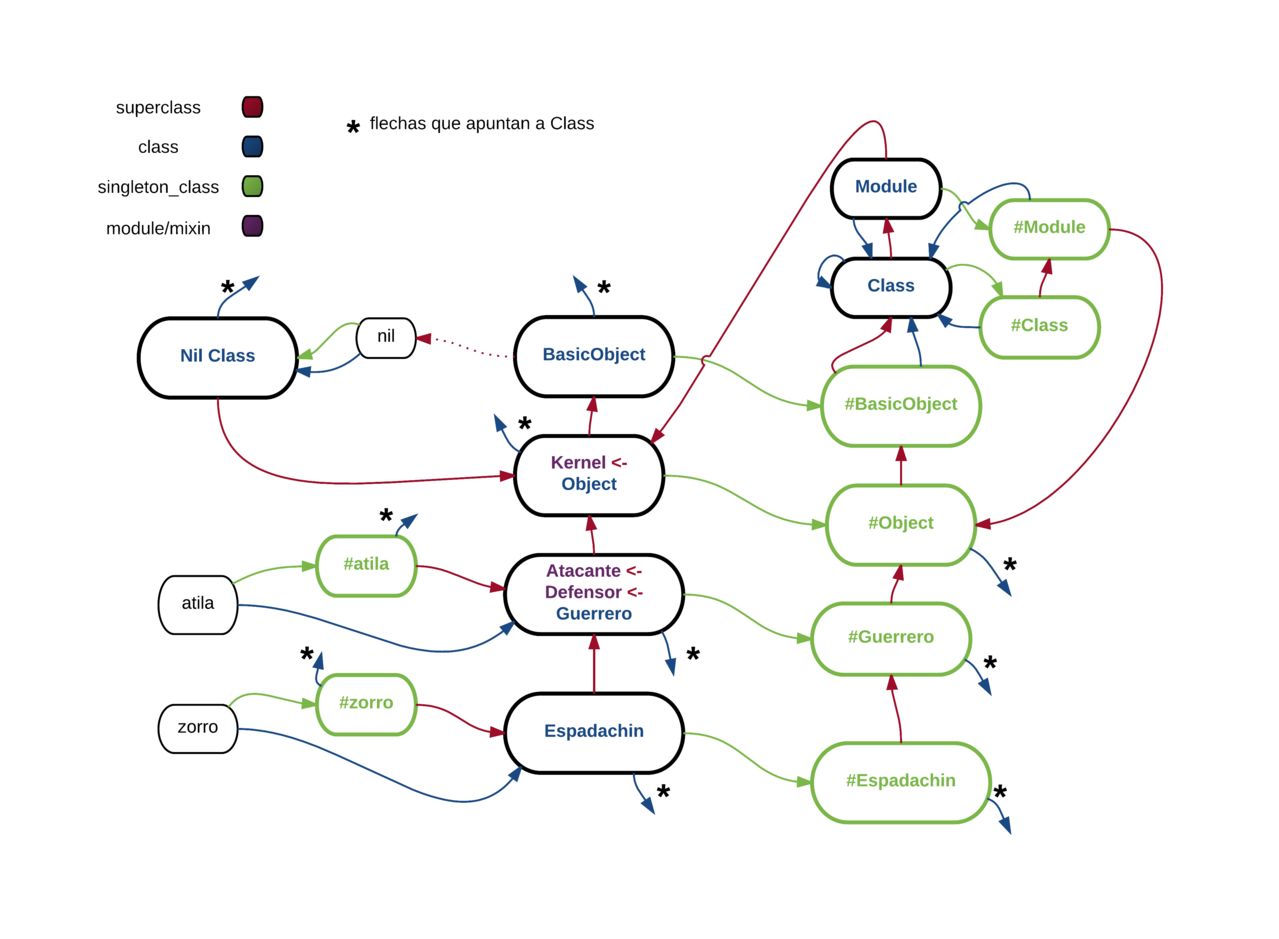 superclass
class
singleton_class
module/mixin
* flechas que apuntan a Class
Module
#Module
Class
#Class
*
*
Nil Class
nil
BasicObject
#BasicObject
*
Kernel <-
Object
#Object
*
*
#atila
atila
Atacante <-
Defensor <-
Guerrero
#Guerrero
*
*
*
#zorro
zorro
Espadachin
#Espadachin
*
*